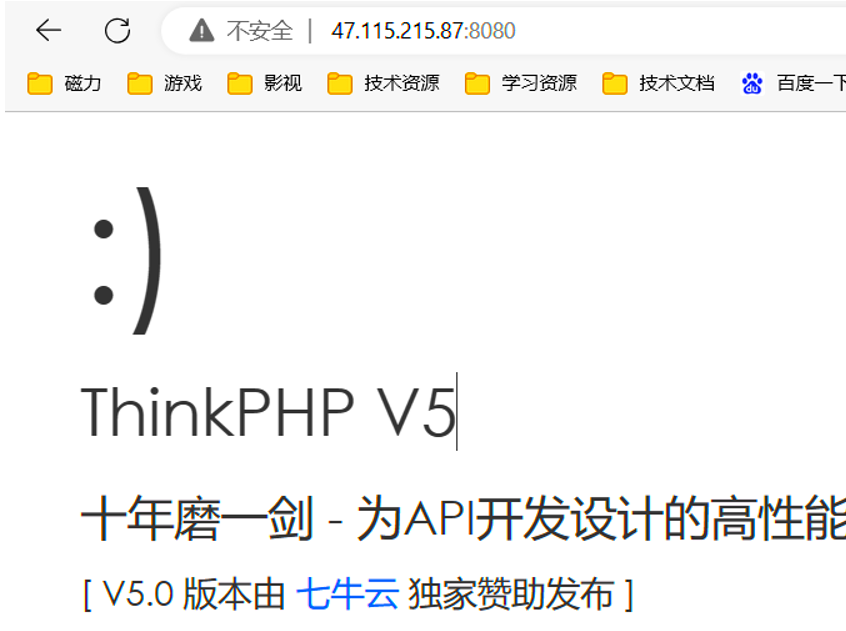 不安全 | 47.115.215.87:8080
磁力 游戏 影视 技术资源 学习资源 技术文档 百度一下
:)
ThinkPHP V5
十年磨一剑 - 为API开发设计的高性能
[ V5.0 版本由 七牛云 独家赞助发布 ]